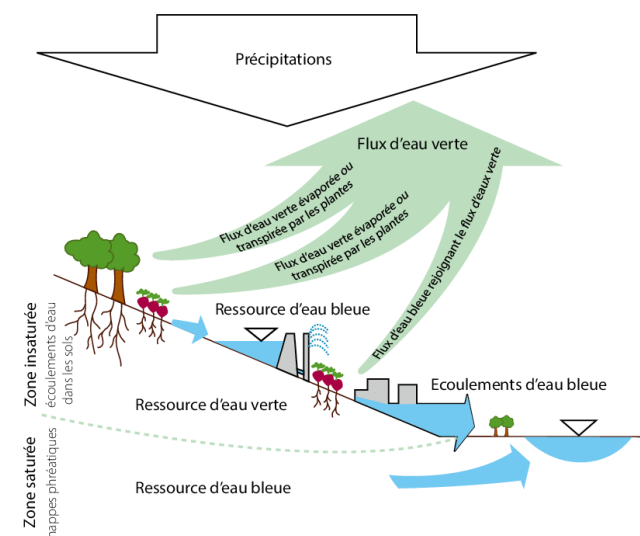 Précipitations
Flux d'eau verte
Flux d'eau verte évaporée ou
transpirée par les plantes
Flux d'eau verte évaporée ou
transpirée par les plantes
Flux d'eau bleue rejoignant le flux d'eaux verte
Ressource d'eau bleue
Zone insaturée
écoulements d'eau
dans les sols
Ecoulements d'eau bleue
Ressource d'eau verte
Zone saturée
nappes phréatiques
Ressource d'eau bleue